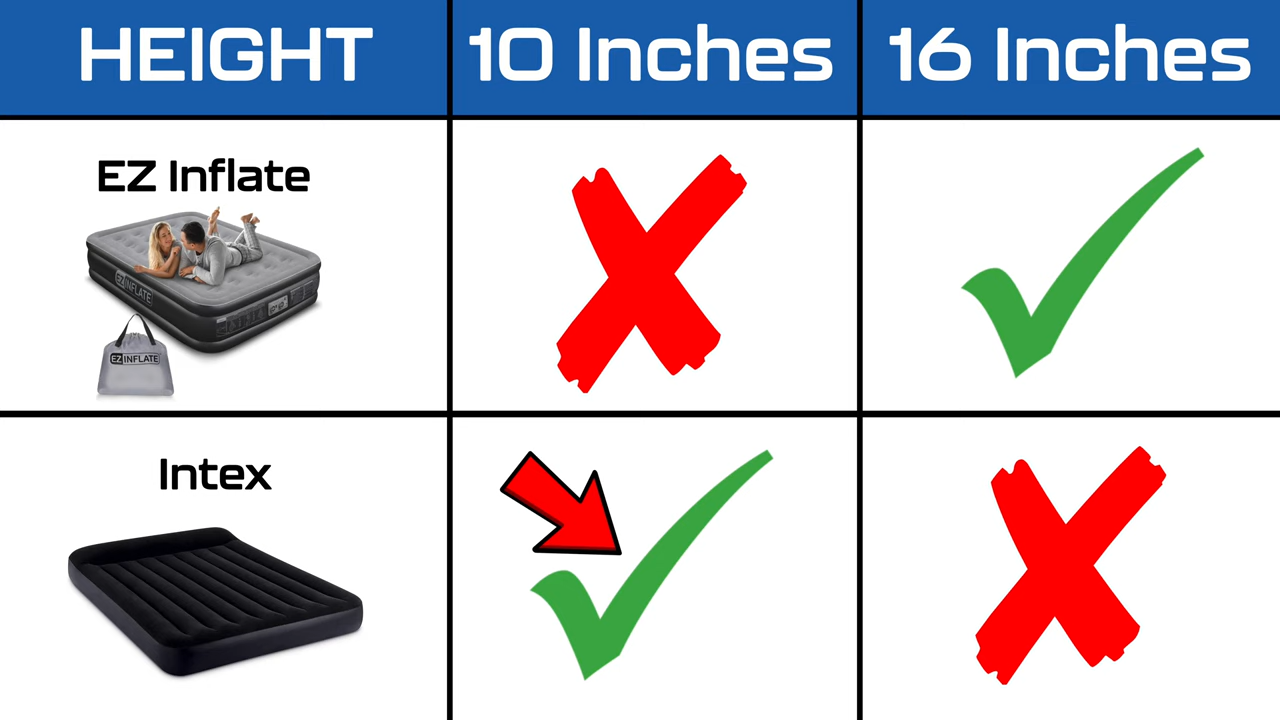 HEIGHT
10 Inches
16 Inches
EZ Inflate
EZ INFLATE
EZ INFLATE
Intex